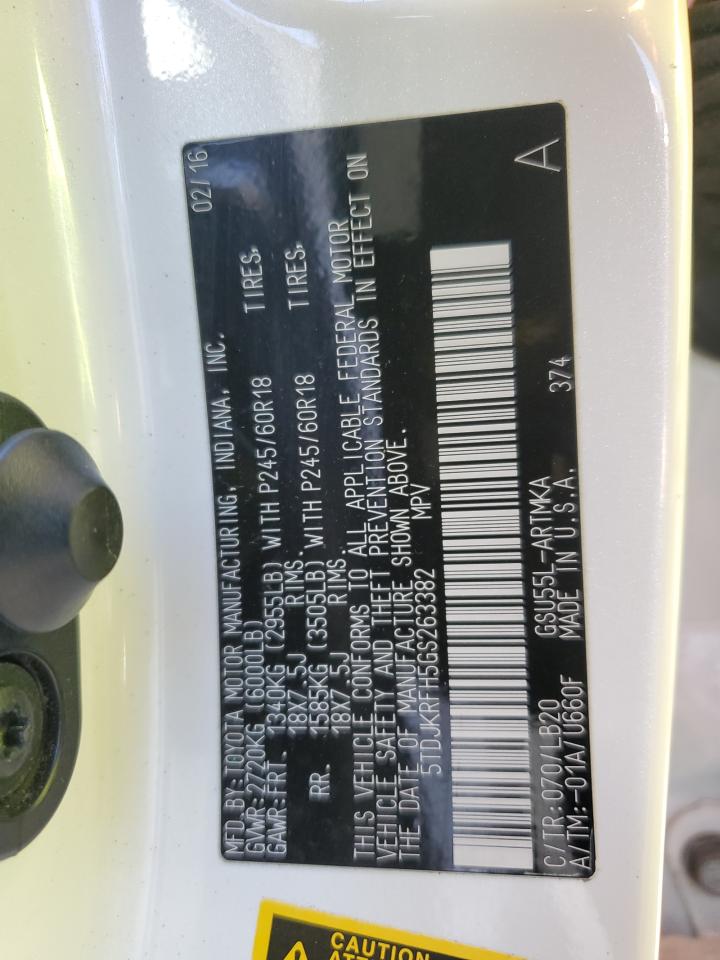 MFD.BY:TOYOTA MOTOR MANUFACTURING, INDIANA, INC. 02/16
GVWR:2720KG (6000LB)
GAWR:FRT. 1340KG (2955LB) WITH P245/60R18 TIRES,
18X7.5J RIMS.
RR. 1585KG (3505LB) WITH P245/60R18 TIRES,
18X7.5J RIMS.
THIS VEHICLE CONFORMS TO ALL APPLICABLE FEDERAL MOTOR
VEHICLE SAFETY AND THEFT PREVENTION STANDARDS IN EFFECT ON
THE DATE OF MANUFACTURE SHOWN ABOVE.
5TDJKRFH5GS263382 MPV
C/TR:070/LB20 GSU55L-ARTMKA 374 A
A/TM:-01A/U660F MADE IN U.S.A.
CAUTION